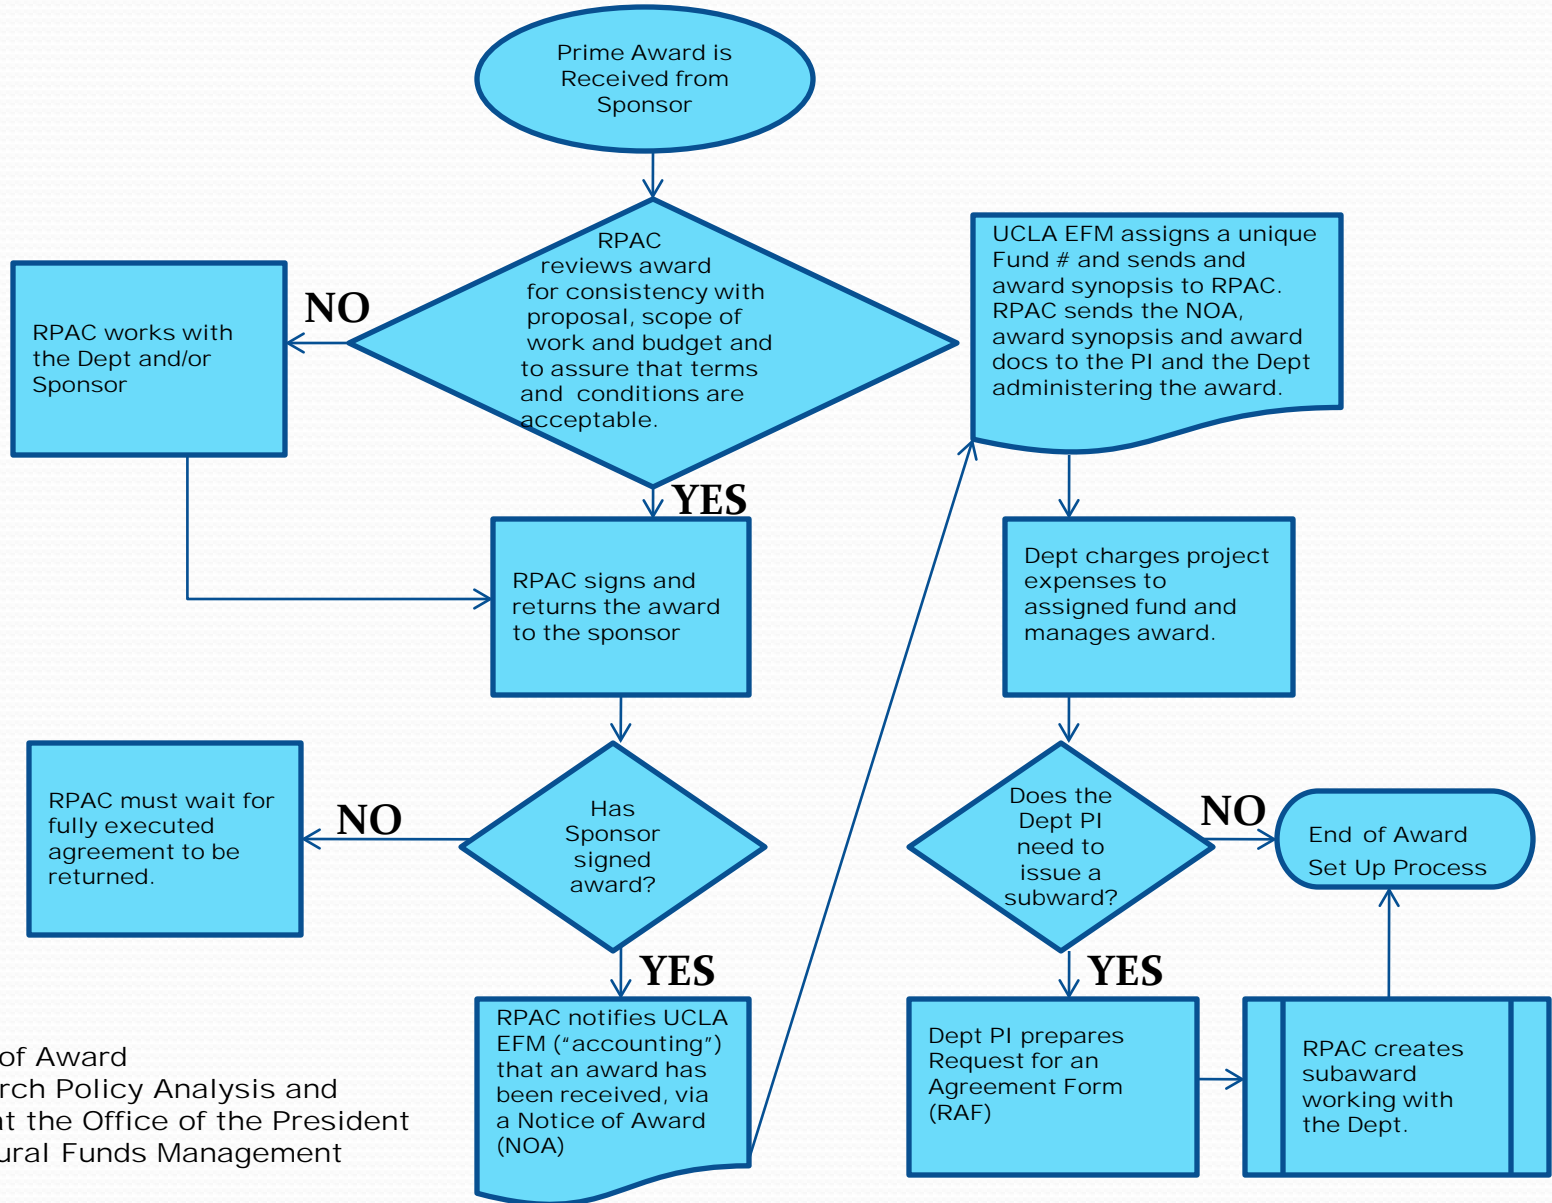 Prime Award is
Received from
Sponsor
RPAC
reviews award
for consistency with
proposal, scope of
work and budget and
to assure that terms
and conditions are
acceptable.
NO
RPAC works with
the Dept and/or
Sponsor
YES
RPAC signs and
returns the award
to the sponsor
Has
Sponsor
signed
award?
NO
RPAC must wait for
fully executed
agreement to be
returned.
YES
RPAC notifies UCLA
EFM (“accounting”)
that an award has
been received, via
a Notice of Award
(NOA)
UCLA EFM assigns a unique
Fund # and sends and
award synopsis to RPAC.
RPAC sends the NOA,
award synopsis and award
docs to the PI and the Dept
administering the award.
Dept charges project
expenses to
assigned fund and
manages award.
Does the
Dept PI
need to
issue a
subward?
NO
End of Award
Set Up Process
YES
Dept PI prepares
Request for an
Agreement Form
(RAF)
RPAC creates
subaward
working with
the Dept.
of Award
rch Policy Analysis and
at the Office of the President
ural Funds Management